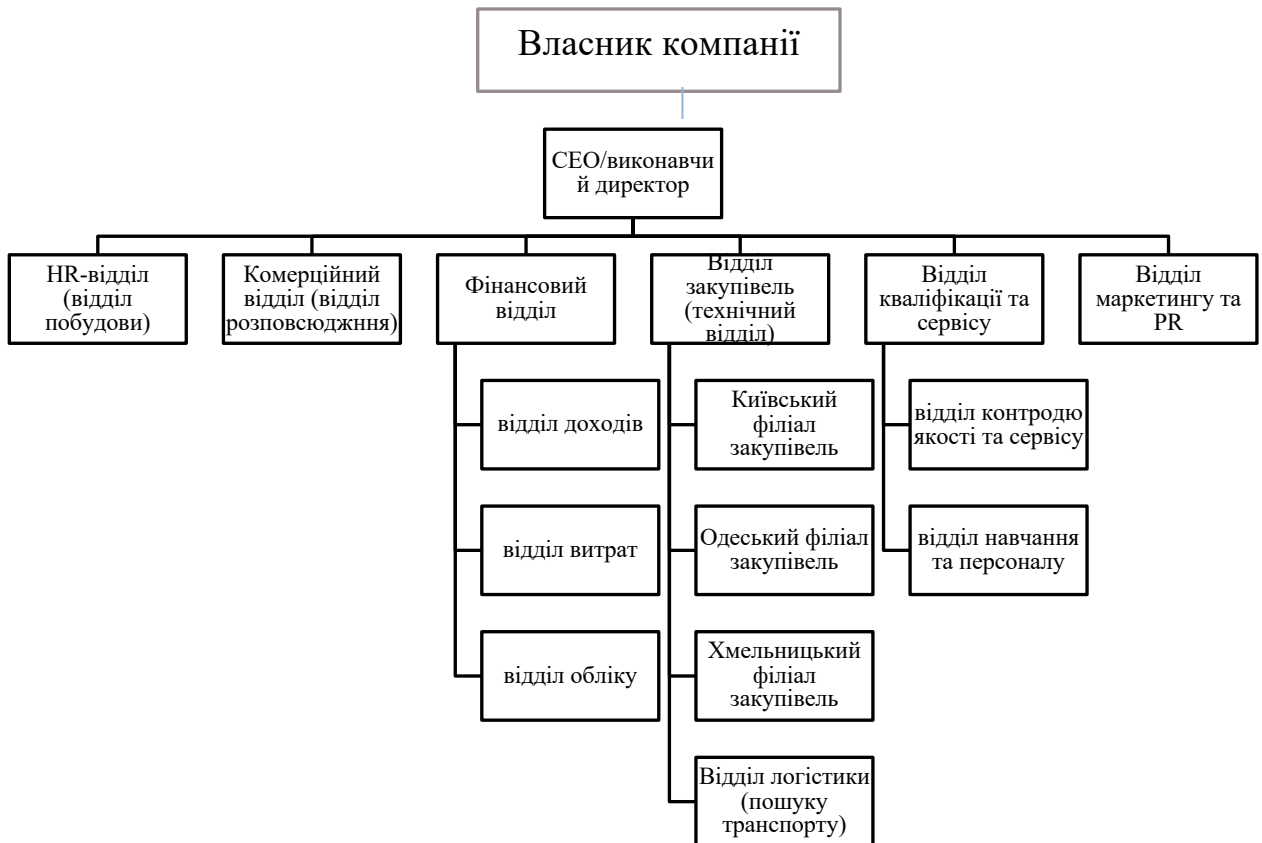 Власник компанії
CEO/виконавчи
й директор
HR-відділ
(відділ
побудови)
Комерційний
відділ (відділ
розповсюджння)
Фінансовий
відділ
Відділ
закупівель
(технічний
відділ)
Відділ
кваліфікації та
сервісу
Відділ
маркетингу та
PR
відділ доходів
відділ витрат
відділ обліку
Київський
філіал
закупівель
Одеський філіал
закупівель
Хмельницький
філіал
закупівель
Відділ логістики
(пошуку
транспорту)
відділ контродю
якості та сервісу
відділ навчання
та персоналу